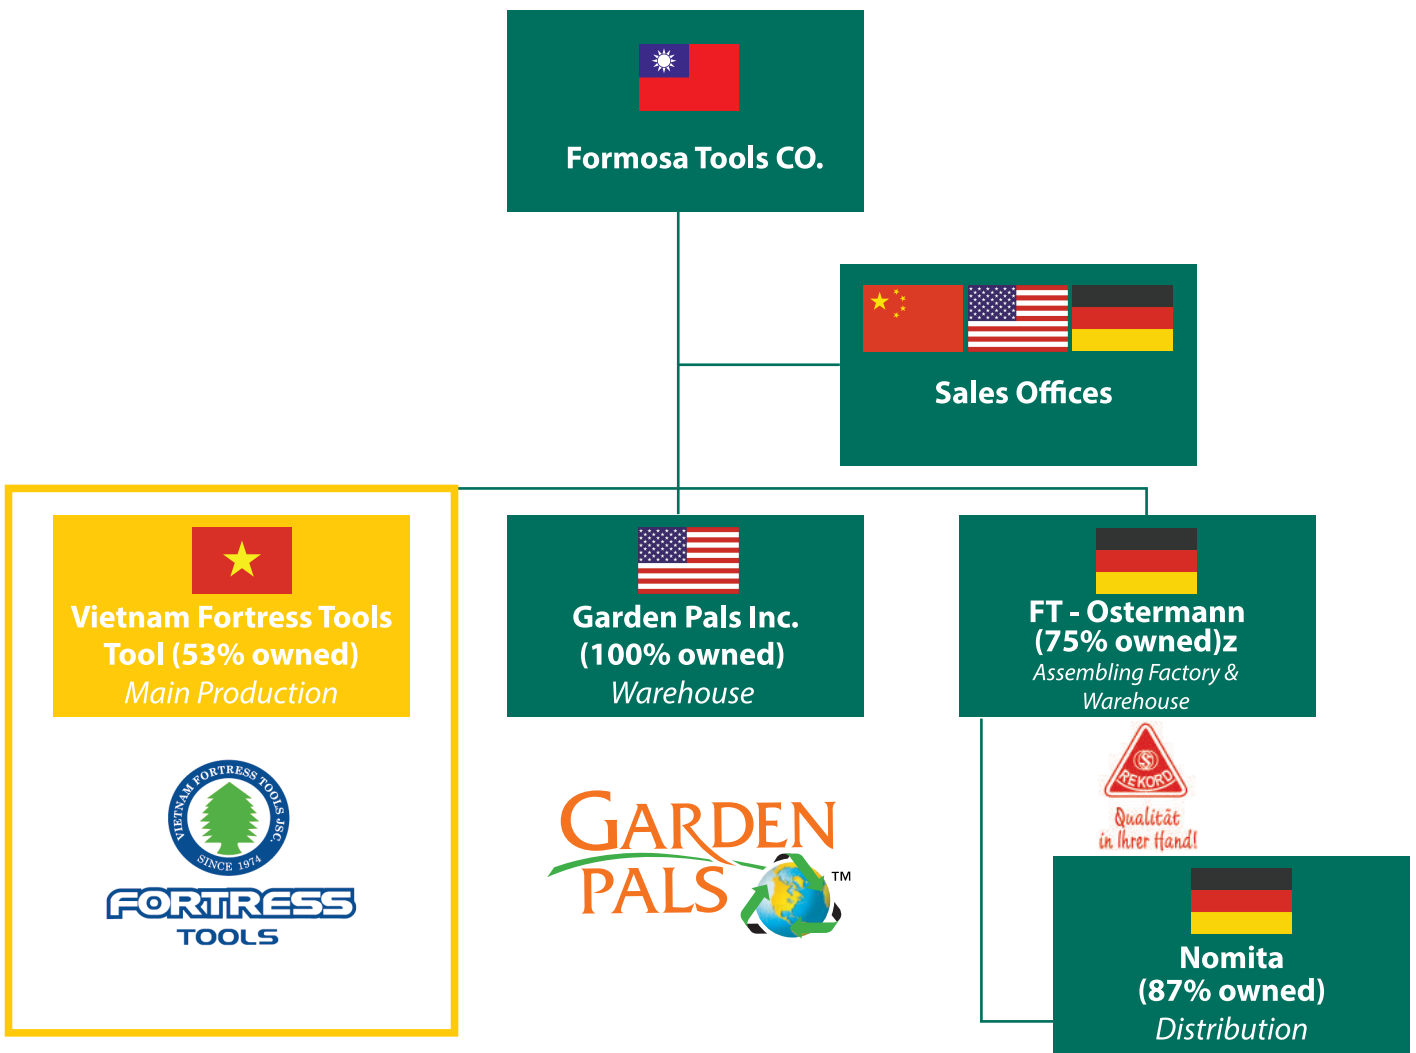 Formosa Tools CO.
Sales Offices
Vietnam Fortress Tools
Tool (53% owned)
Main Production
VIETNAM FORTRESS TOOLS JSC.
SINCE 1974
FORTRESS
TOOLS
Garden Pals Inc.
(100% owned)
Warehouse
GARDEN
PALS
TM
FT - Ostermann
(75% owned)z
Assembling Factory &
Warehouse
S
REKORD
Qualität
in Ihrer Hand!
Nomita
(87% owned)
Distribution